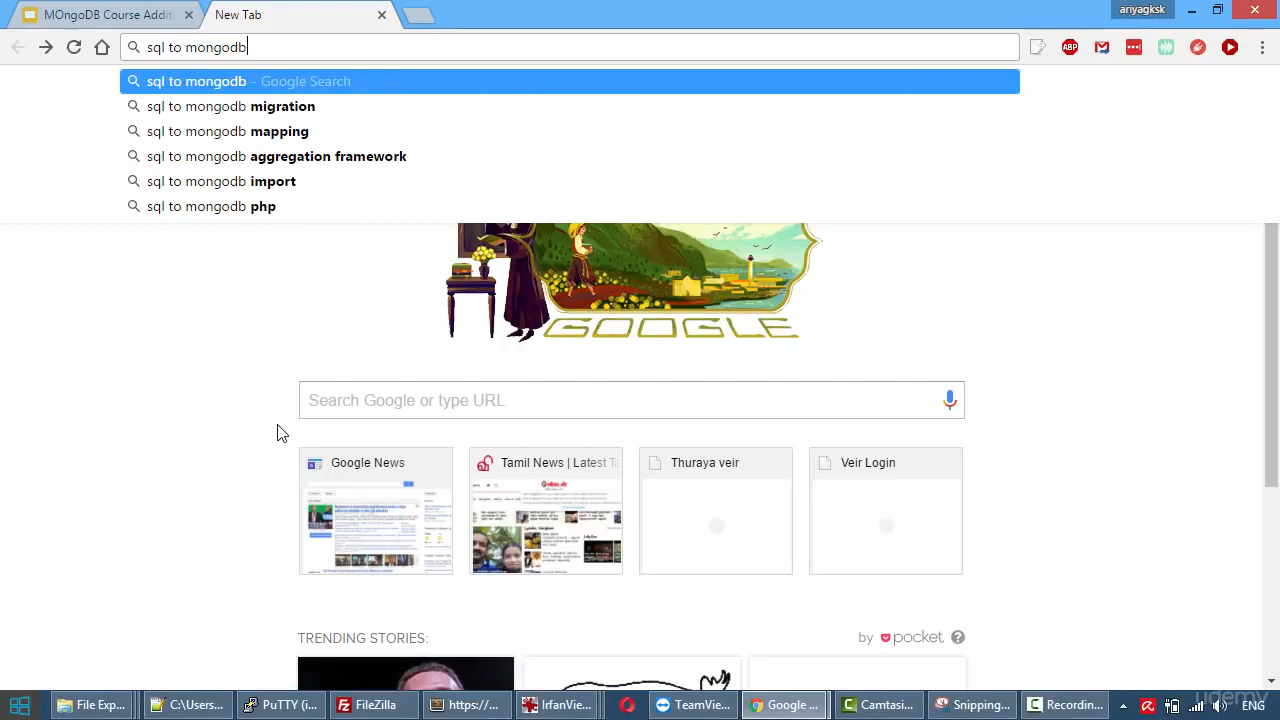 MOngoDB Course Addit
New Tab
ariyagksk
sql to mongodb
ABP
sql to mongodb – Google Search
sql to mongodb migration
sql to mongodb mapping
sql to mongodb aggregation framework
sql to mongodb import
sql to mongodb php
GOOGLE
Search Google or type URL
Google News
Tamil News | Latest Ta
Thuraya veir
Veir Login
TRENDING STORIES:
by pocket ?
File Exp...
C:\Users...
PuTTY (i...
FileZilla
https://...
IrfanVie...
TeamVie...
Google ...
Camtasi...
Snipping...
Recordin...
ENG
udemy